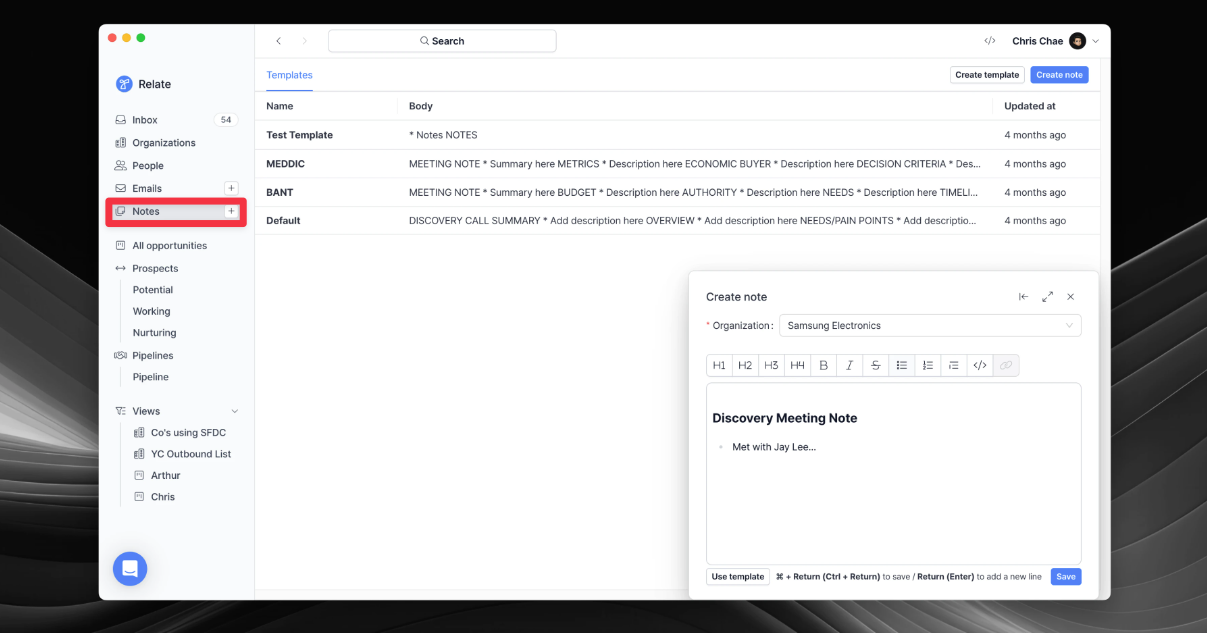 Search
Chris Chae
Relate
Templates
Create template
Create note
Name Body Updated at
Inbox 54
Organizations
People
Emails
Notes
All opportunities
Prospects
Potential
Working
Nurturing
Pipelines
Pipeline
Views
Co's using SFDC
YC Outbound List
Arthur
Chris
Test Template * Notes NOTES 4 months ago
MEDDIC MEETING NOTE * Summary here METRICS * Description here ECONOMIC BUYER * Description here DECISION CRITERIA * Des... 4 months ago
BANT MEETING NOTE * Summary here BUDGET * Description here AUTHORITY * Description here NEEDS * Description here TIMELI... 4 months ago
Default DISCOVERY CALL SUMMARY * Add description here OVERVIEW * Add description here NEEDS/PAIN POINTS * Add descriptio... 4 months ago
Create note
* Organization: Samsung Electronics
H1 H2 H3 H4 B I S </>
Discovery Meeting Note
Met with Jay Lee...
Use template ⌘ + Return (Ctrl + Return) to save / Return (Enter) to add a new line Save